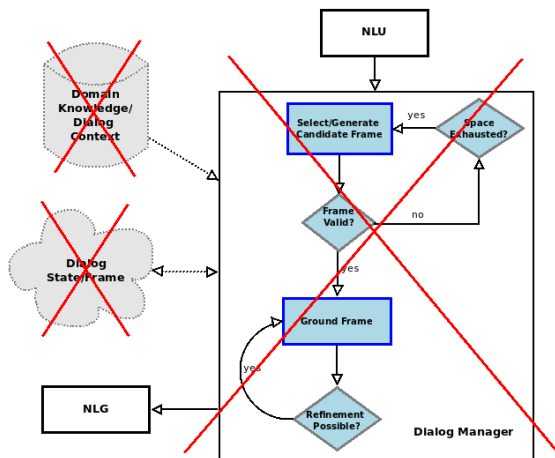 NLU
Domain
Knowledge/
Dialog
Context
Select/Generate
Candidate Frame
yes
Space
Exhausted?
Frame
Valid?
no
yes
Dialog
State/Frame
Ground Frame
yes
NLG
Refinement
Possible?
Dialog Manager